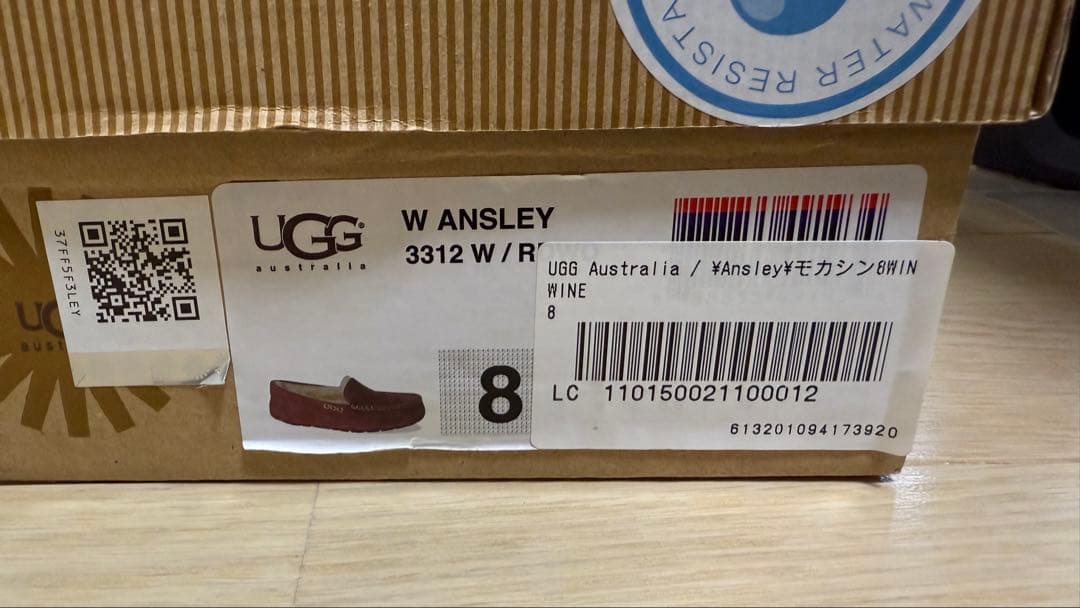 WATER RESISTA
37FF5F3LEY
UGG
australia
W ANSLEY
3312 W / R
8
UGG Australia / ¥Ansley¥モカシン8WIN
WINE
8
LC 110150021100012
613201094173920